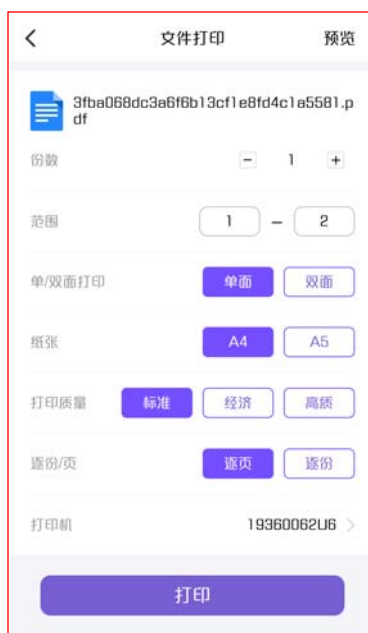 文件打印 预览
3fba068dc3a6f6b13cf1e8fd4c1a5581.p
df
份数 − 1 +
范围 1 − 2
单/双面打印 单面 双面
纸张 A4 A5
打印质量 标准 经济 高质
逐份/页 逐页 逐份
打印机 19360062U6
打印